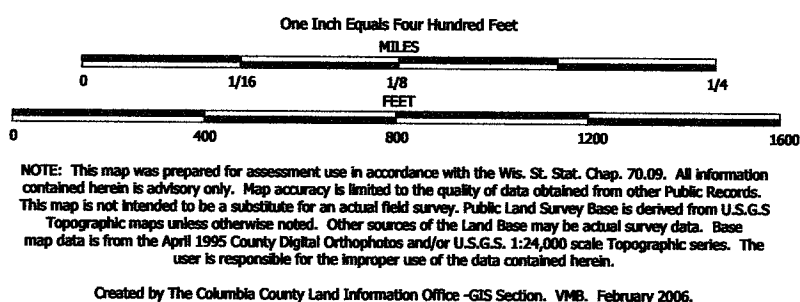 One Inch Equals Four Hundred Feet
MILES
0 1/16 1/8 1/4
FEET
0 400 800 1200 1600
NOTE: This map was prepared for assessment use in accordance with the Wis. St. Stat. Chap. 70.09. All information
contained herein is advisory only. Map accuracy is limited to the quality of data obtained from other Public Records.
This map is not intended to be a substitute for an actual field survey. Public Land Survey Base is derived from U.S.G.S
Topographic maps unless otherwise noted. Other sources of the Land Base may be actual survey data. Base
map data is from the April 1995 County Digital Orthophotos and/or U.S.G.S. 1:24,000 scale Topographic series. The
user is responsible for the improper use of the data contained herein.
Created by The Columbia County Land Information Office -GIS Section. VMB. February 2006.